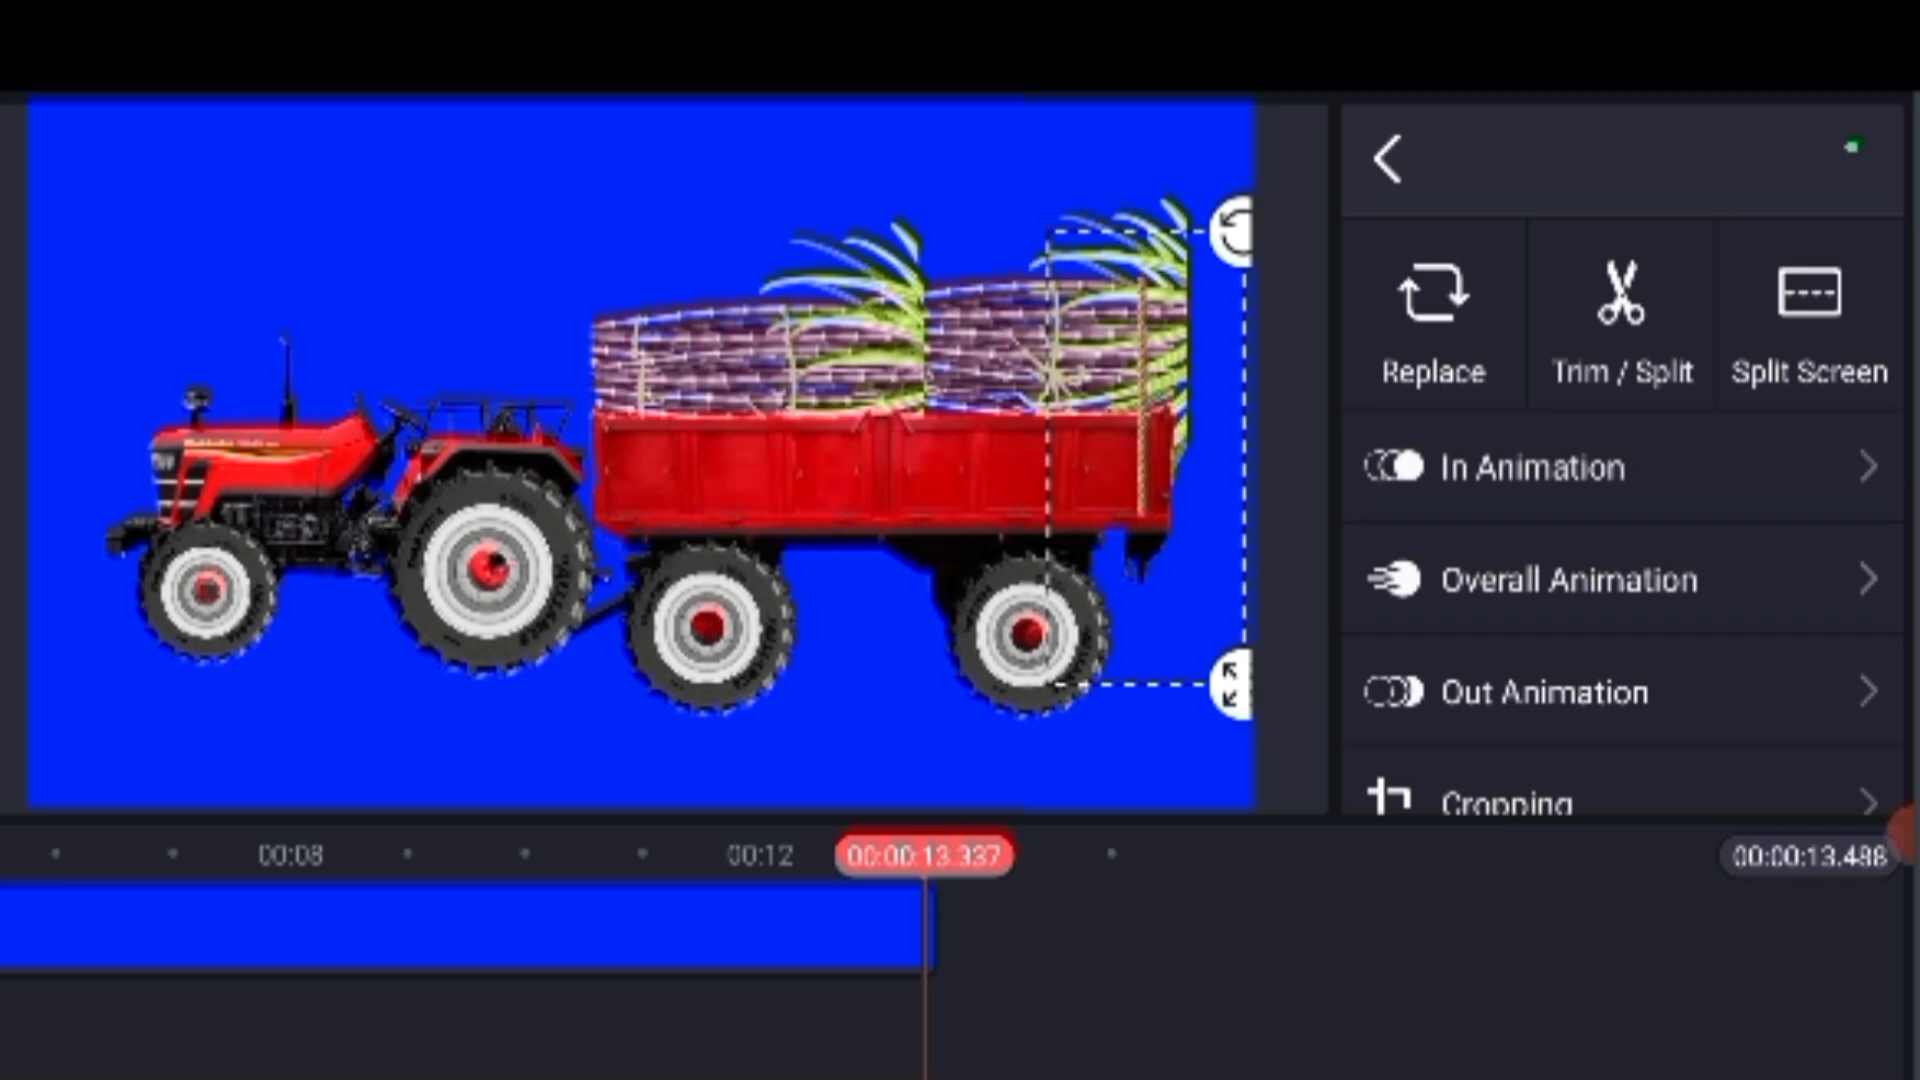 Replace
Trim / Split
Split Screen
In Animation
Overall Animation
Out Animation
Cropping
00:08
00:12
00:00:13.337
00:00:13.488